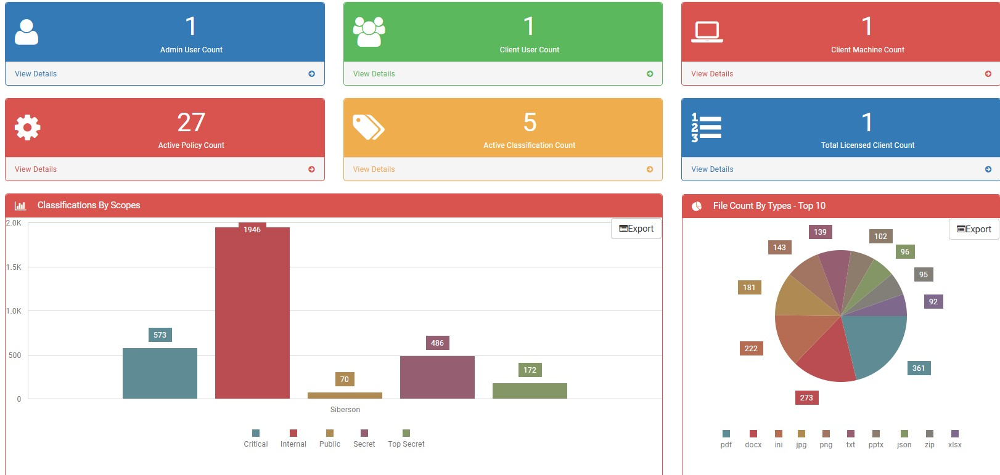 1
Admin User Count
View Details
1
Client User Count
View Details
1
Client Machine Count
View Details
27
Active Policy Count
View Details
5
Active Classification Count
View Details
1
2
3
1
Total Licensed Client Count
View Details
Classifications By Scopes
Export
2.0K
1.5K
1.0K
500
0
573
1946
70
486
172
Siberson
Critical Internal Public Secret Top Secret
File Count By Types - Top 10
Export
139
102
143
96
95
181
92
222
361
273
pdf docx ini jpg png txt pptx json zip xlsx